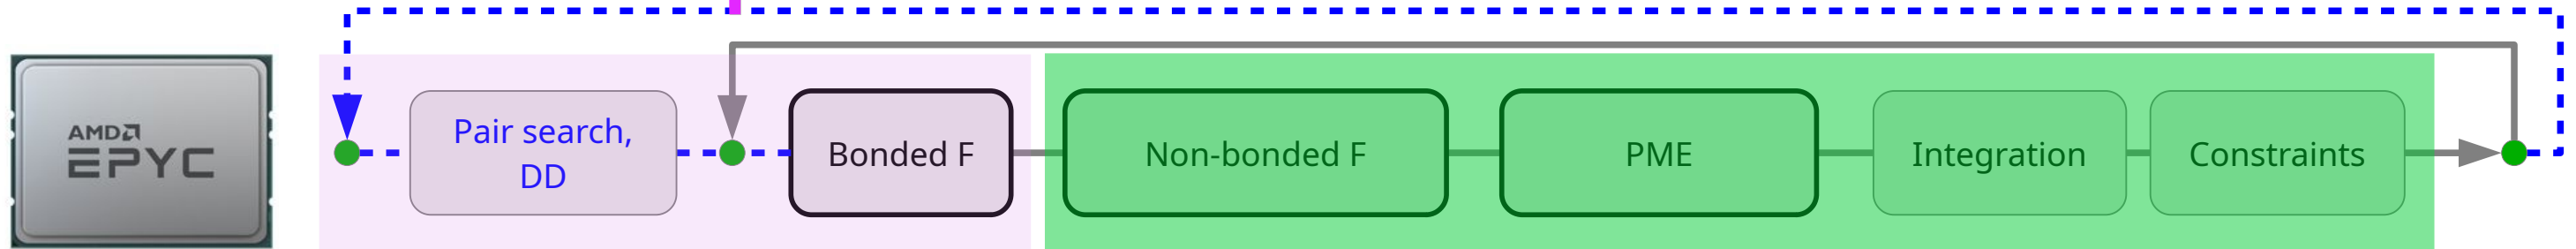 AMD
EPYC
Pair search,
DD
Bonded F
Non-bonded F
PME
Integration
Constraints